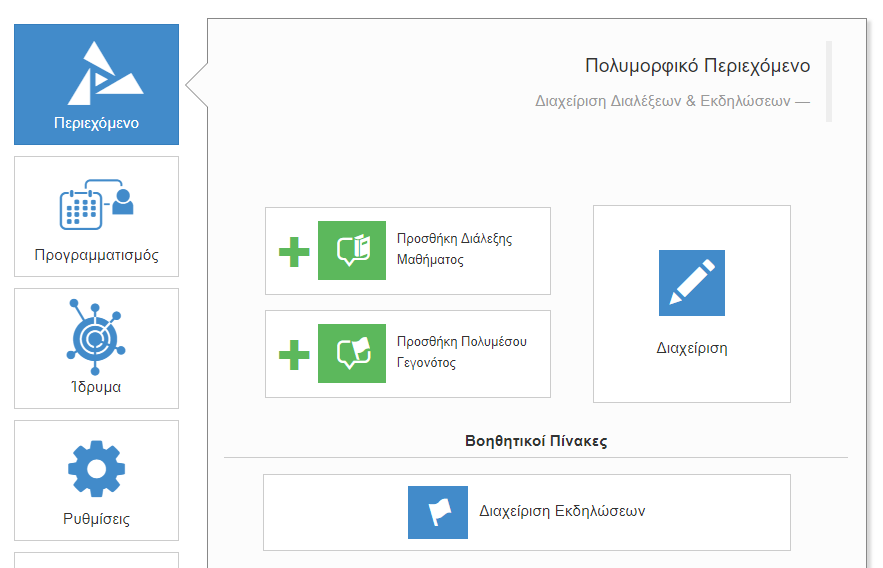 Περιεχόμενο
Προγραμματισμός
Ίδρυμα
Ρυθμίσεις
Πολυμορφικό Περιεχόμενο
Διαχείριση Διαλέξεων & Εκδηλώσεων —
Προσθήκη Διάλεξης
Μαθήματος
Προσθήκη Πολυμέσου
Γεγονότος
Διαχείριση
Βοηθητικοί Πίνακες
Διαχείριση Εκδηλώσεων